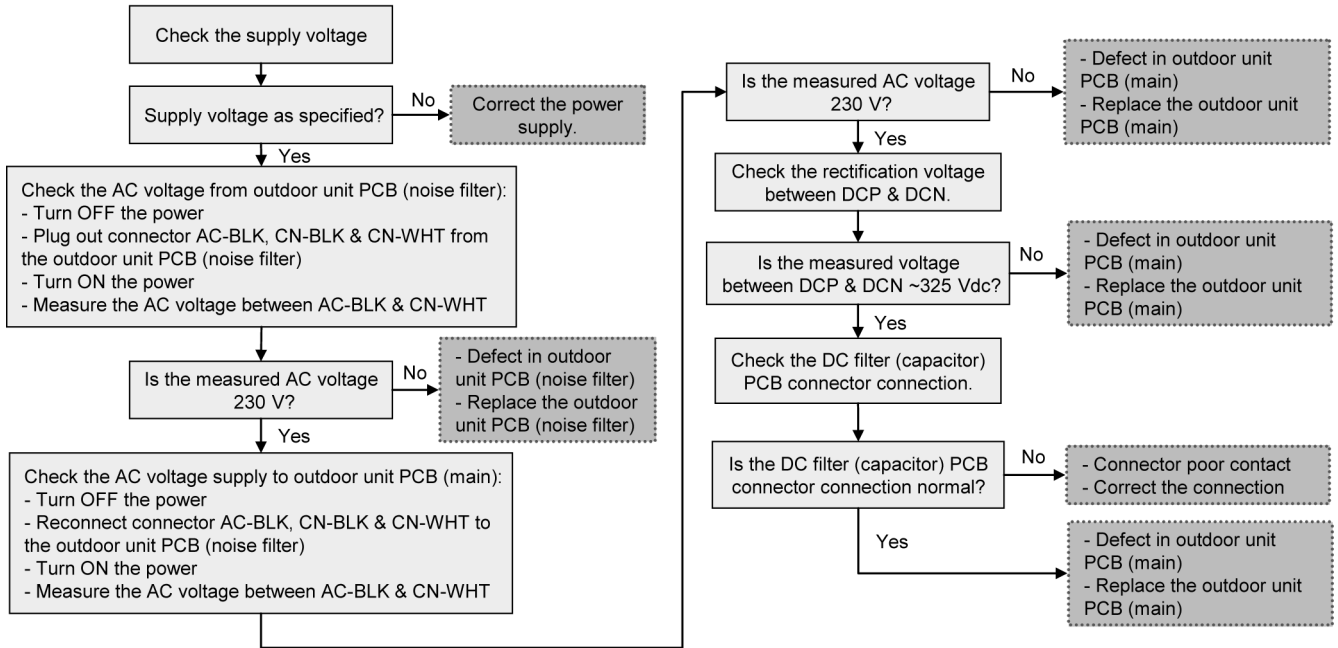 Check the supply voltage
Supply voltage as specified?
No
Correct the power
supply.
Yes
Check the AC voltage from outdoor unit PCB (noise filter):
- Turn OFF the power
- Plug out connector AC-BLK, CN-BLK & CN-WHT from
the outdoor unit PCB (noise filter)
- Turn ON the power
- Measure the AC voltage between AC-BLK & CN-WHT
Is the measured AC voltage
230 V?
No
- Defect in outdoor
unit PCB (noise filter)
- Replace the outdoor
unit PCB (noise filter)
Yes
Check the AC voltage supply to outdoor unit PCB (main):
- Turn OFF the power
- Reconnect connector AC-BLK, CN-BLK & CN-WHT to
the outdoor unit PCB (noise filter)
- Turn ON the power
- Measure the AC voltage between AC-BLK & CN-WHT
Is the measured AC voltage
230 V?
No
- Defect in outdoor unit
PCB (main)
- Replace the outdoor unit
PCB (main)
Yes
Check the rectification voltage
between DCP & DCN.
Is the measured voltage
between DCP & DCN ~325 Vdc?
No
- Defect in outdoor unit
PCB (main)
- Replace the outdoor unit
PCB (main)
Yes
Check the DC filter (capacitor)
PCB connector connection.
Is the DC filter (capacitor) PCB
connector connection normal?
No
- Connector poor contact
- Correct the connection
Yes
- Defect in outdoor unit
PCB (main)
- Replace the outdoor unit
PCB (main)